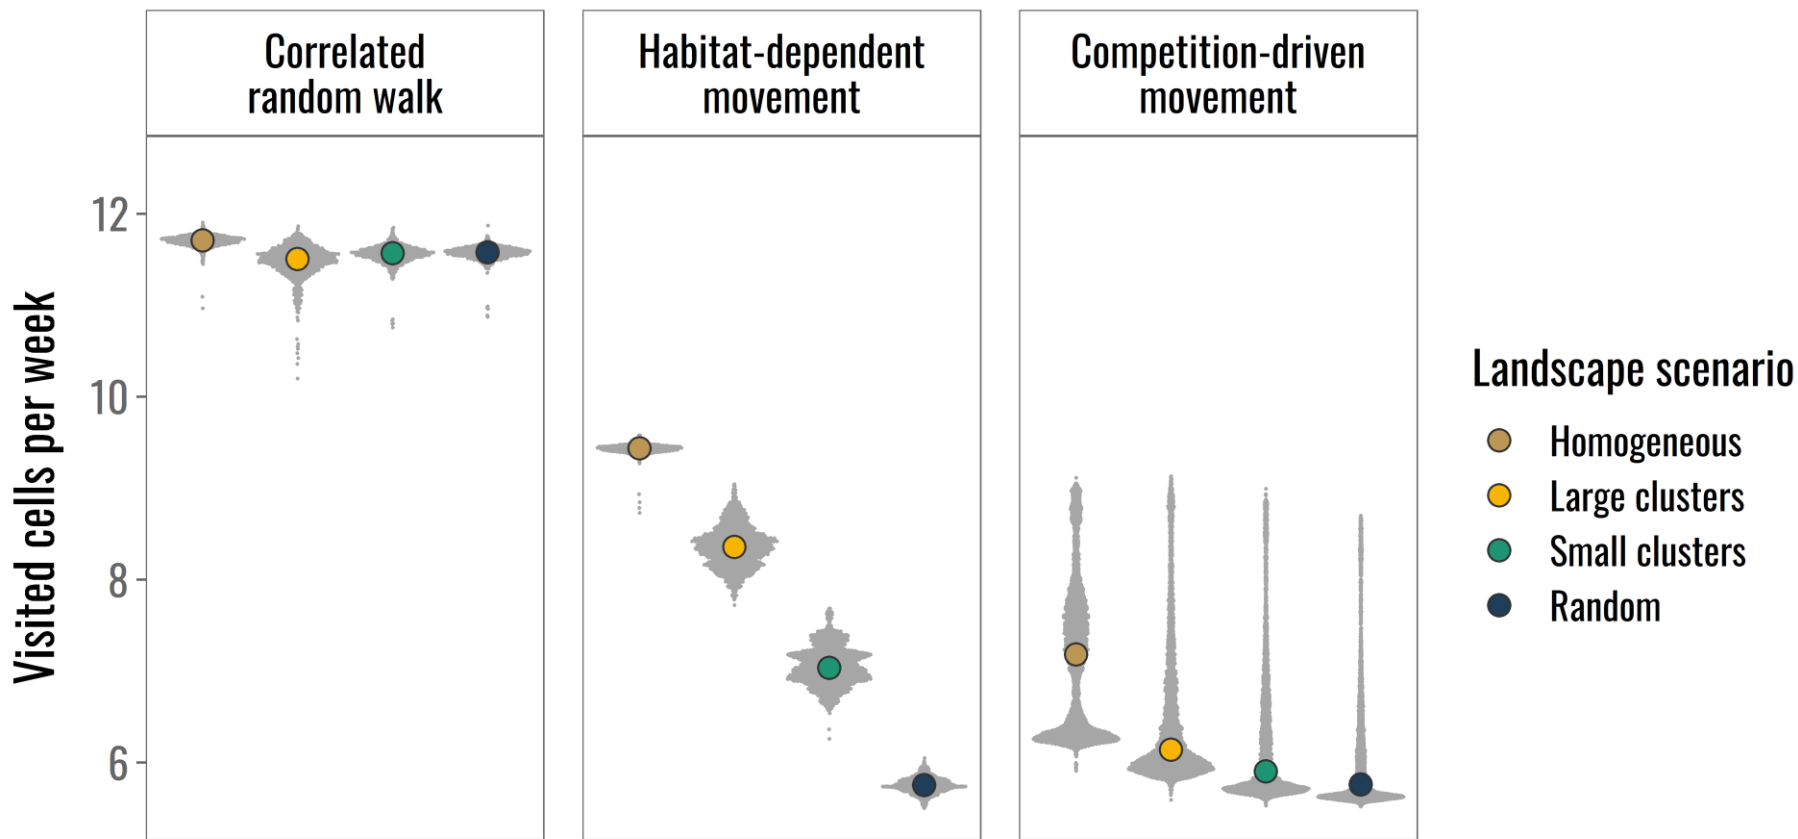 Correlated
random walk
Habitat-dependent
movement
Competition-driven
movement
Visited cells per week
12
10
8
6
Landscape scenario
Homogeneous
Large clusters
Small clusters
Random